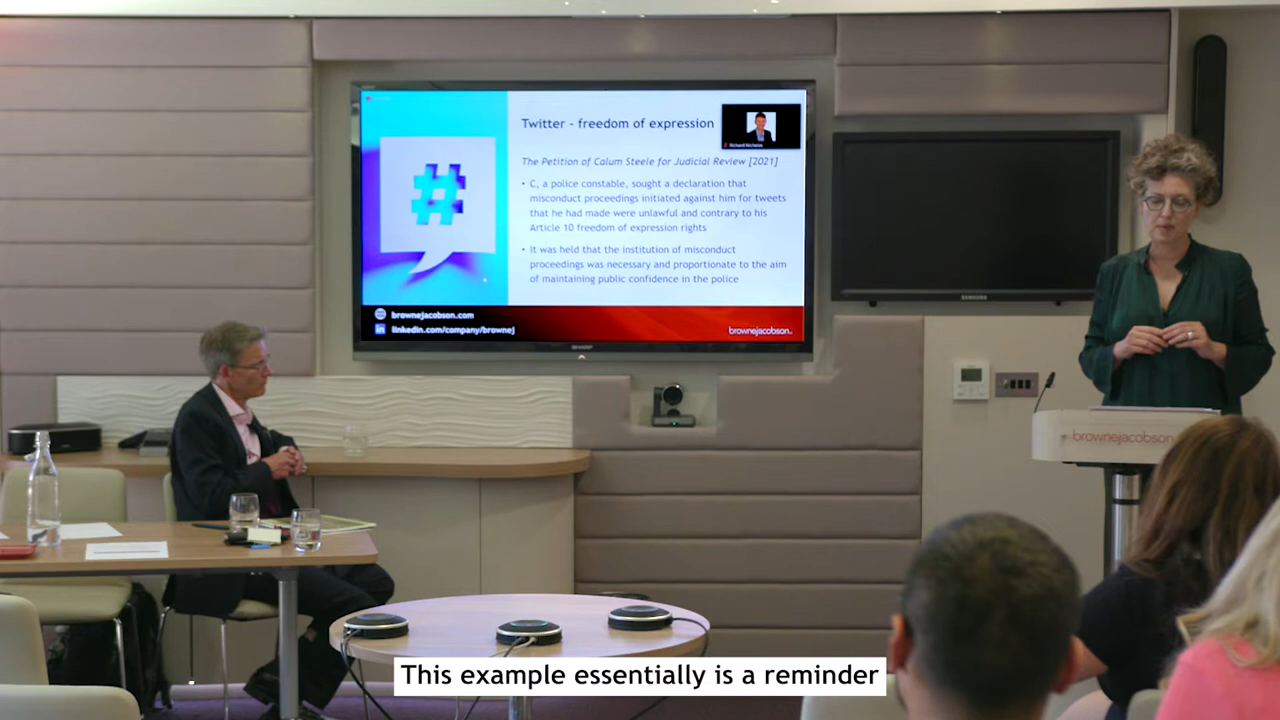 Twitter - freedom of expression
Richard Nicholas
The Petition of Calum Steele for Judicial Review [2021]
• C, a police constable, sought a declaration that
misconduct proceedings initiated against him for tweets
that he had made were unlawful and contrary to his
Article 10 freedom of expression rights
• It was held that the institution of misconduct
proceedings was necessary and proportionate to the aim
of maintaining public confidence in the police
#
brownejacobson.com
linkedin.com/company/brownej
brownejacobson
SHARP
SAMSUNG
brownejacobson
This example essentially is a reminder